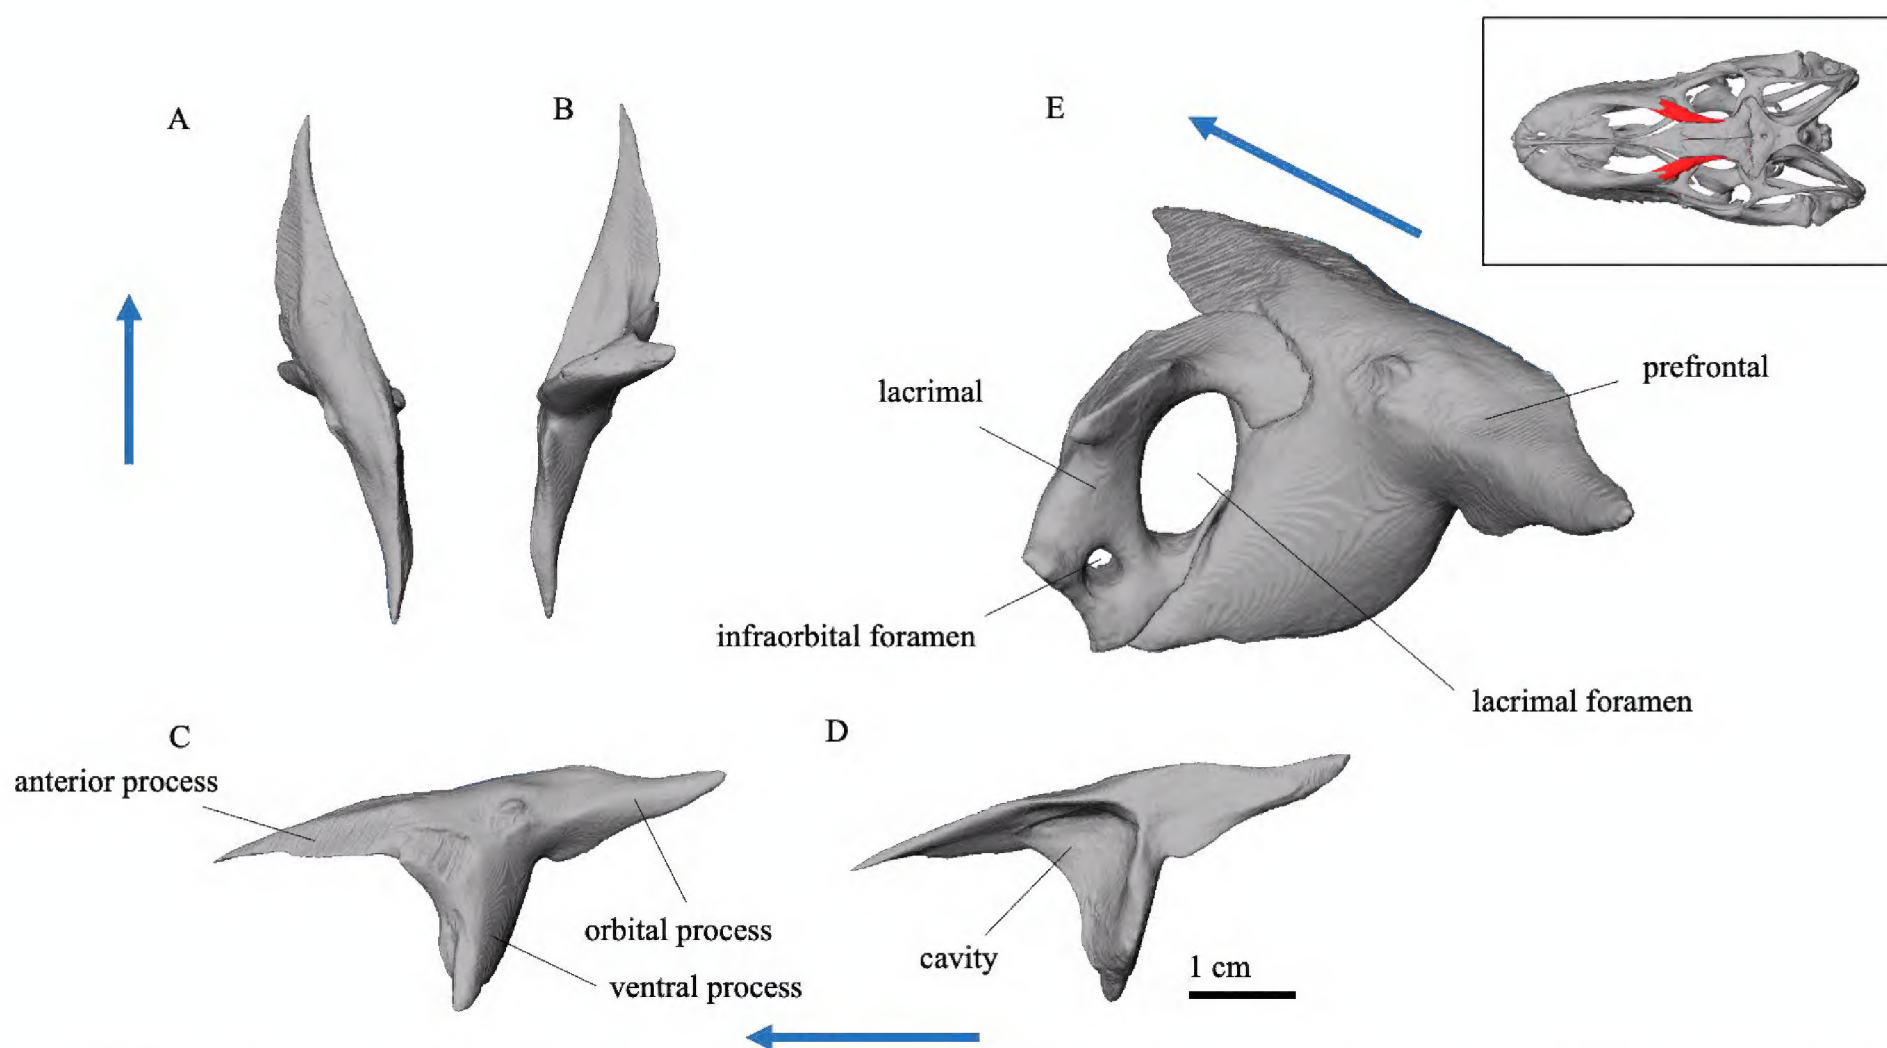 A
B
E
prefrontal
lacrimal
infraorbital foramen
lacrimal foramen
C
D
anterior process
orbital process
cavity
1 cm
ventral process